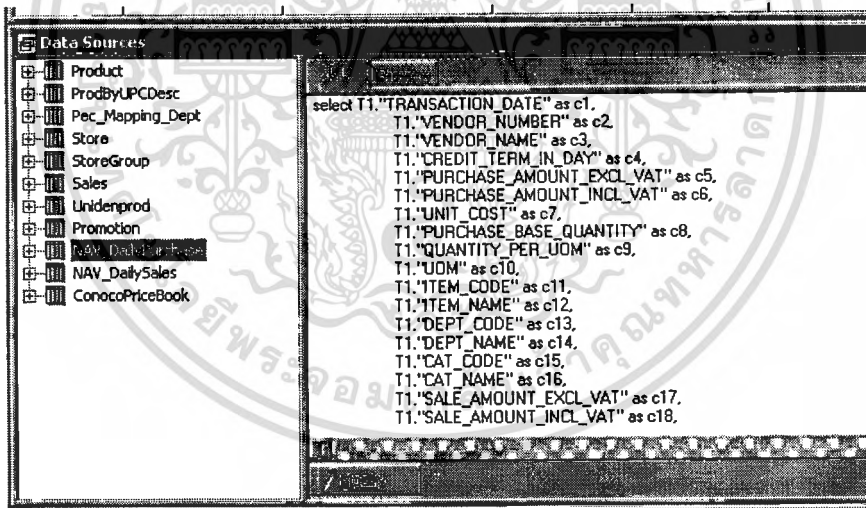 Data Sources
Product
ProdByUPCDesc
Pec_Mapping_Dept
Store
StoreGroup
Sales
Unidenprod
Promotion
NAV_DailyPurchase
NAV_DailySales
ConocoPriceBook
select T1."TRANSACTION_DATE" as c1,
T1."VENDOR_NUMBER" as c2,
T1."VENDOR_NAME" as c3,
T1."CREDIT_TERM_IN_DAY" as c4,
T1."PURCHASE_AMOUNT_EXCL_VAT" as c5,
T1."PURCHASE_AMOUNT_INCL_VAT" as c6,
T1."UNIT_COST" as c7,
T1."PURCHASE_BASE_QUANTITY" as c8,
T1."QUANTITY_PER_UOM" as c9,
T1."UOM" as c10,
T1."ITEM_CODE" as c11,
T1."ITEM_NAME" as c12,
T1."DEPT_CODE" as c13,
T1."DEPT_NAME" as c14,
T1."CAT_CODE" as c15,
T1."CAT_NAME" as c16,
T1."SALE_AMOUNT_EXCL_VAT" as c17,
T1."SALE_AMOUNT_INCL_VAT" as c18,